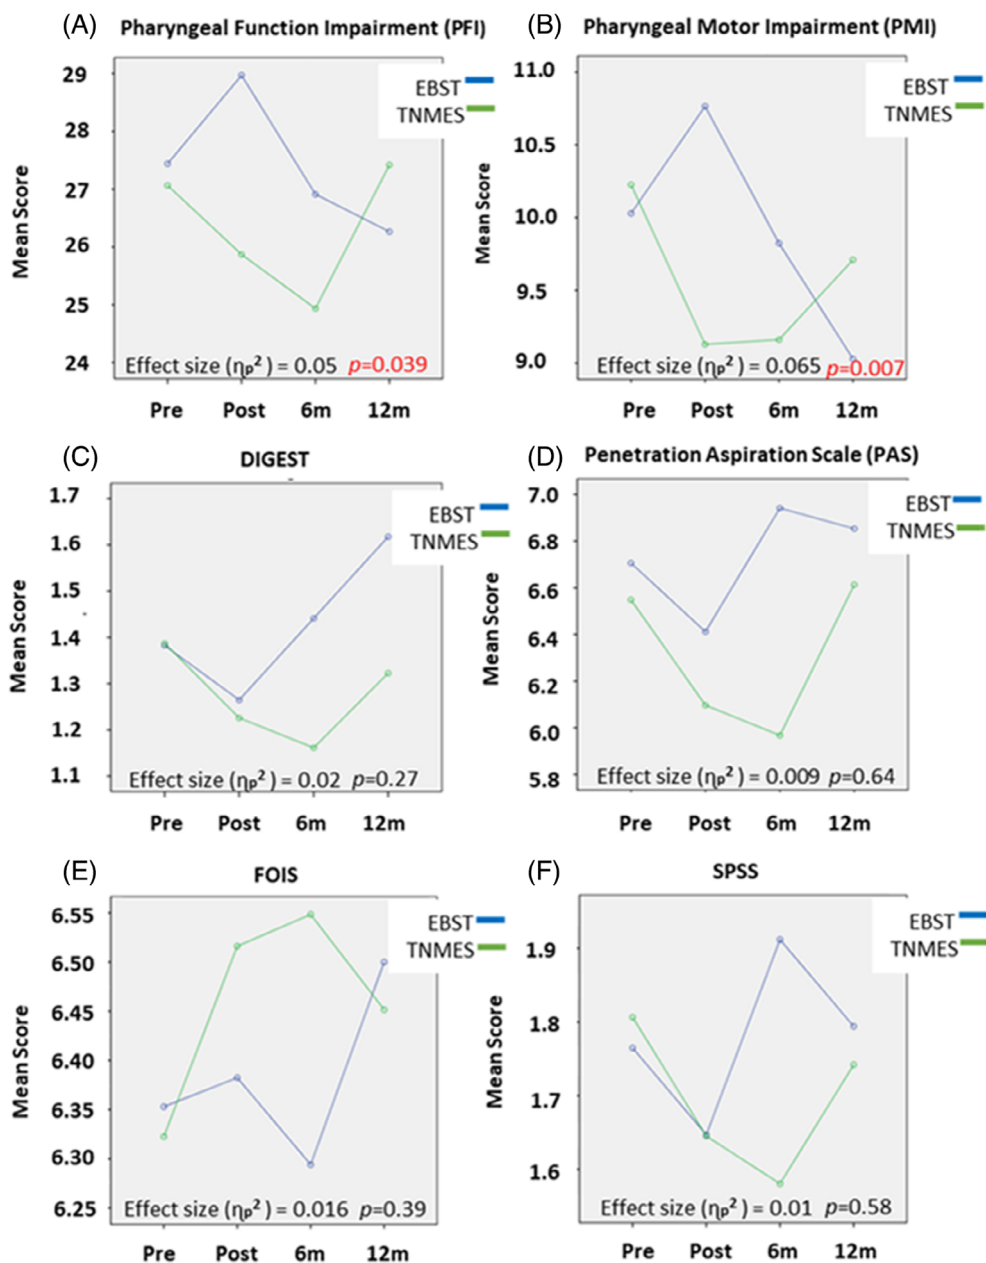 (A) Pharyngeal Function Impairment (PFI)
EBST
TNMES
Mean Score
29
28
27
26
25
24
Effect size (ηₚ²) = 0.05 p=0.039
Pre Post 6m 12m
(B) Pharyngeal Motor Impairment (PMI)
EBST
TNMES
Mean Score
11.0
10.5
10.0
9.5
9.0
Effect size (ηₚ²) = 0.065 p=0.007
Pre Post 6m 12m
(C) DIGEST
EBST
TNMES
Mean Score
1.7
1.6
1.5
1.4
1.3
1.2
1.1
Effect size (ηₚ²) = 0.02 p=0.27
Pre Post 6m 12m
(D) Penetration Aspiration Scale (PAS)
EBST
TNMES
Mean Score
7.0
6.8
6.6
6.4
6.2
6.0
5.8
Effect size (ηₚ²) = 0.009 p=0.64
Pre Post 6m 12m
(E) FOIS
EBST
TNMES
Mean Score
6.55
6.50
6.45
6.40
6.35
6.30
6.25
Effect size (ηₚ²) = 0.016 p=0.39
Pre Post 6m 12m
(F) SPSS
EBST
TNMES
Mean Score
1.9
1.8
1.7
1.6
Effect size (ηₚ²) = 0.01 p=0.58
Pre Post 6m 12m